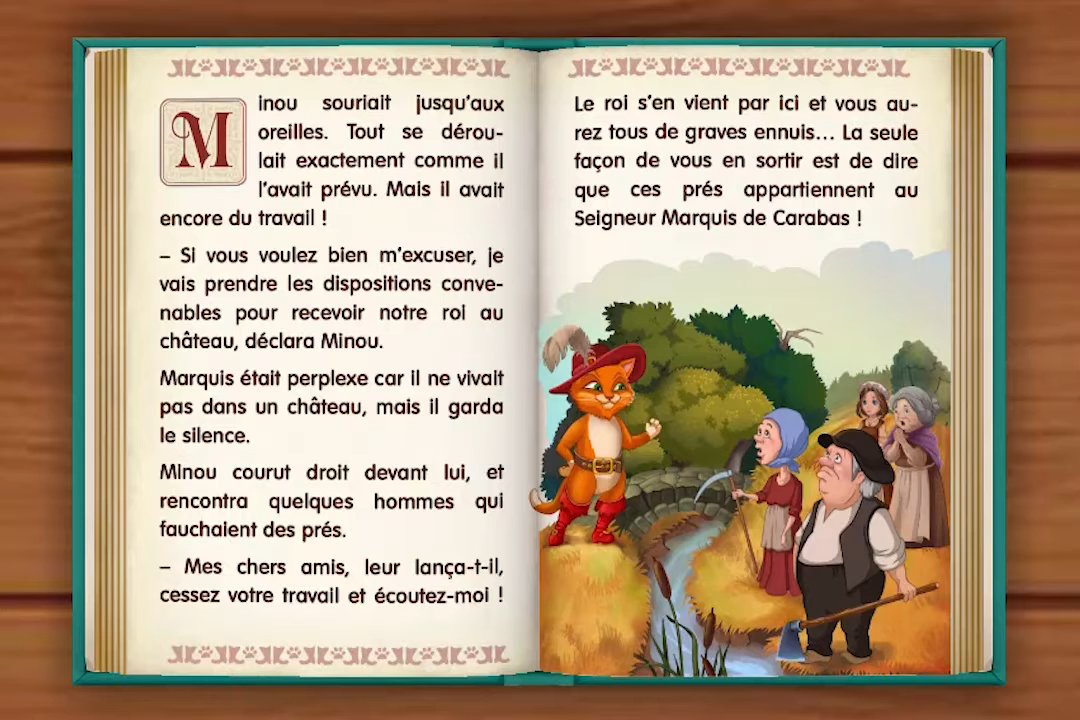 Minou souriait jusqu'aux
oreilles. Tout se dérou-
lait exactement comme il
l'avait prévu. Mais il avait
encore du travail !
– Si vous voulez bien m'excuser, je
vais prendre les dispositions conve-
nables pour recevoir notre roi au
château, déclara Minou.
Marquis était perplexe car il ne vivait
pas dans un château, mais il garda
le silence.
Minou courut droit devant lui, et
rencontra quelques hommes qui
fauchaient des prés.
– Mes chers amis, leur lança-t-il,
cessez votre travail et écoutez-moi !
Le roi s'en vient par ici et vous au-
rez tous de graves ennuis... La seule
façon de vous en sortir est de dire
que ces prés appartiennent au
Seigneur Marquis de Carabas !